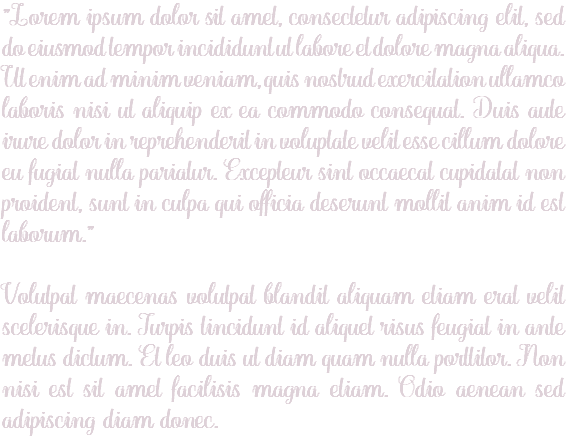 "Lorem ipsum dolor sit amet, consectetur adipiscing elit, sed
do eiusmod tempor incididunt ut labore et dolore magna aliqua.
Ut enim ad minim veniam, quis nostrud exercitation ullamco
laboris nisi ut aliquip ex ea commodo consequat. Duis aute
irure dolor in reprehenderit in voluptate velit esse cillum dolore
eu fugiat nulla pariatur. Excepteur sint occaecat cupidatat non
proident, sunt in culpa qui officia deserunt mollit anim id est
laborum."
Volutpat maecenas volutpat blandit aliquam etiam erat velit
scelerisque in. Turpis tincidunt id aliquet risus feugiat in ante
metus dictum. Et leo duis ut diam quam nulla porttitor. Non
nisi est sit amet facilisis magna etiam. Odio aenean sed
adipiscing diam donec.